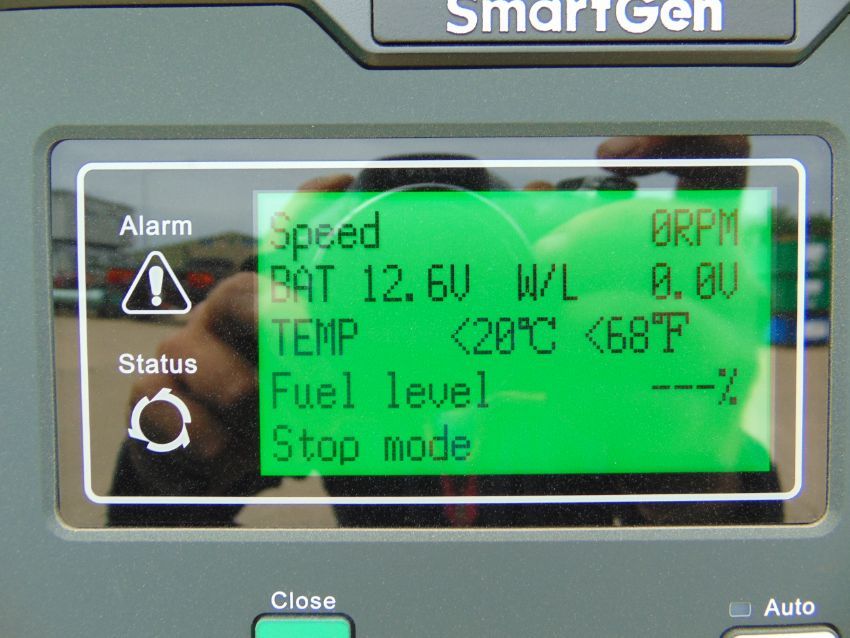 SmartGen
Alarm
Status
Speed 0RPM
BAT 12.6V W/L 0.0V
TEMP <20℃ <68℉
Fuel level ---%
Stop mode
Close
Auto